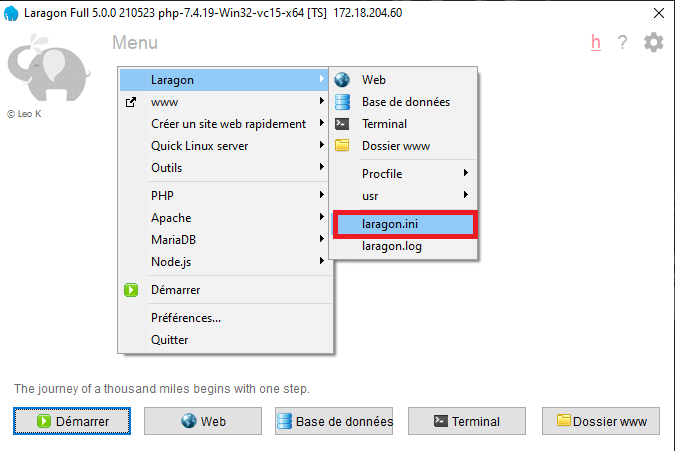 Laragon Full 5.0.0 210523 php-7.4.19-Win32-vc15-x64 [TS] 172.18.204.60
Menu
h ?
© Leo K
Laragon
www
Créer un site web rapidement
Quick Linux server
Outils
PHP
Apache
MariaDB
Node.js
Démarrer
Préférences...
Quitter
Web
Base de données
Terminal
Dossier www
Procfile
usr
laragon.ini
laragon.log
The journey of a thousand miles begins with one step.
Démarrer
Web
Base de données
Terminal
Dossier www